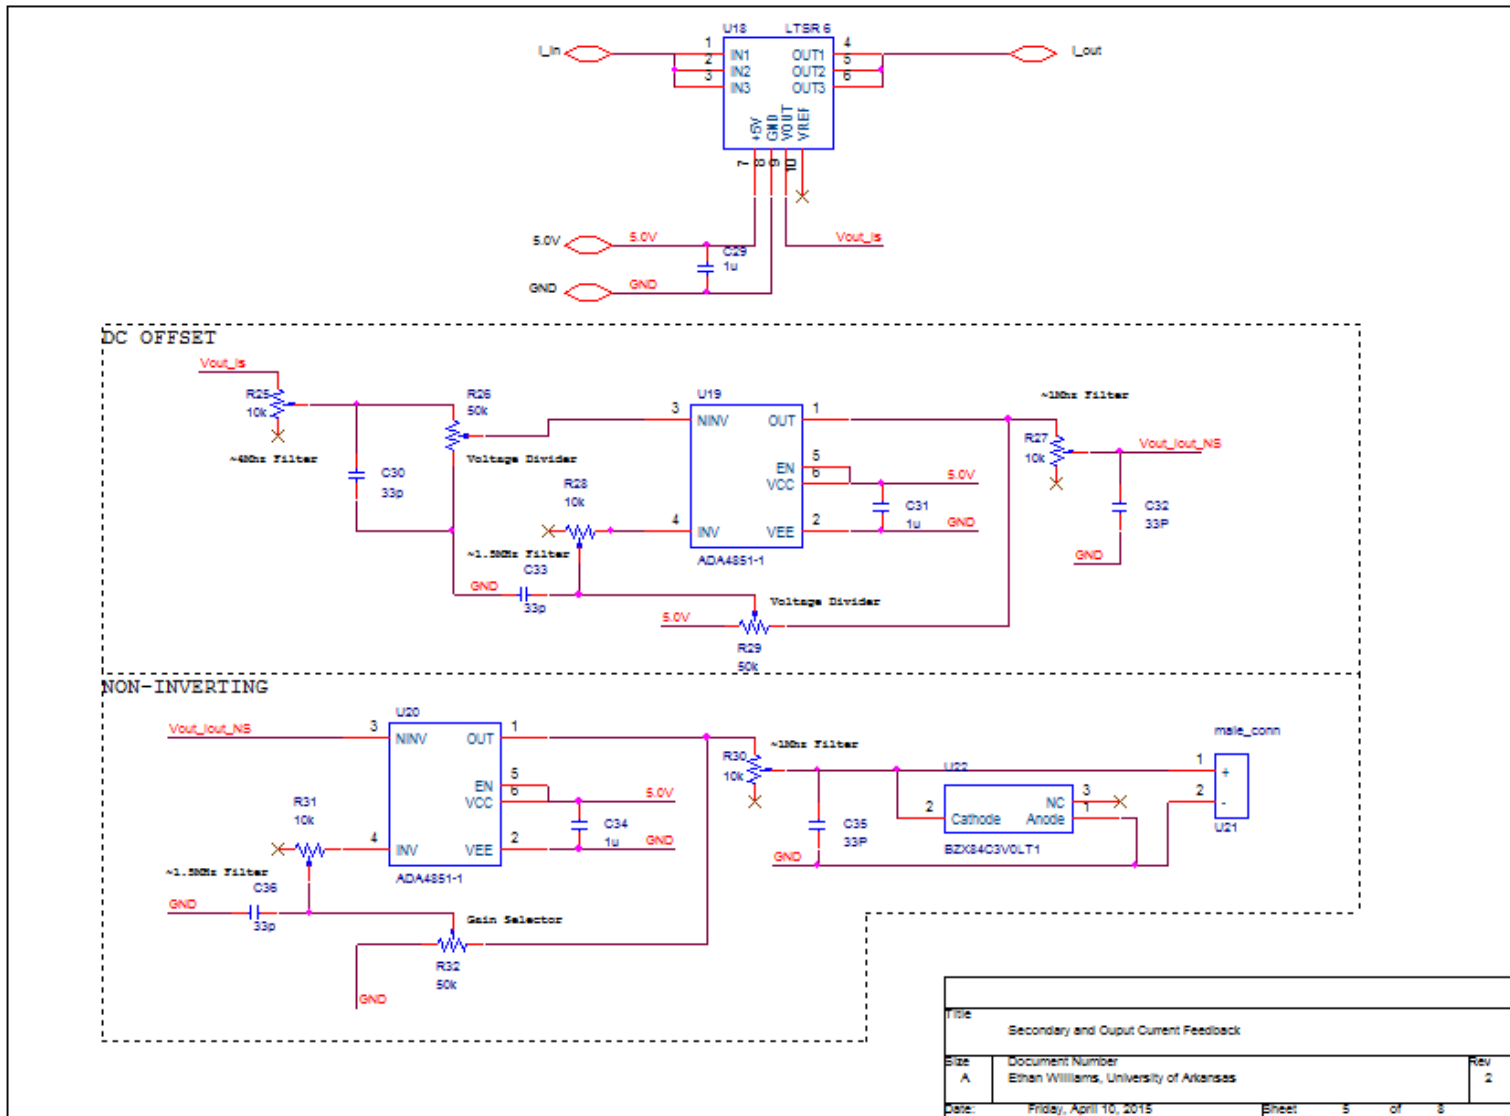 U18 LTSR 6
I_in 1 IN1 OUT1 4 I_out
2 IN2 OUT2 5
3 IN3 OUT3 6
+5V GND VOUT VREF
7 8 9 10
5.0V 5.0V C29 Vout_Is
1u
GND GND
DC OFFSET
Vout_Is
R25 R26 U19 ~1Mhz Filter
10k 50k 3 NINV OUT 1
R27 Vout_Iout_NS
~4Mhz Filter Voltage Divider EN 5 10k
C30 R28 VCC 6 5.0V
33p 10k C31 C32
4 INV VEE 2 1u GND 33P
~1.5MHz Filter ADA4851-1 GND
GND C33
33p Voltage Divider
5.0V
R29
50k
NON-INVERTING
U20
Vout_Iout_NS 3 NINV OUT 1 male_conn
R30 ~1Mhz Filter
10k U22 1 +
EN 5
R31 VCC 6 5.0V NC 3 2 -
10k C34 C35 2 Cathode Anode 1 U21
4 INV VEE 2 1u GND 33P BZX84C3V0LT1
GND
~1.5MHz Filter ADA4851-1
C36
GND 33p Gain Selector
R32
50k
GND
Title
Secondary and Ouput Current Feedback
Size Document Number Rev
A Ethan Williams, University of Arkansas 2
Date: Friday, April 10, 2015 Sheet 5 of 8